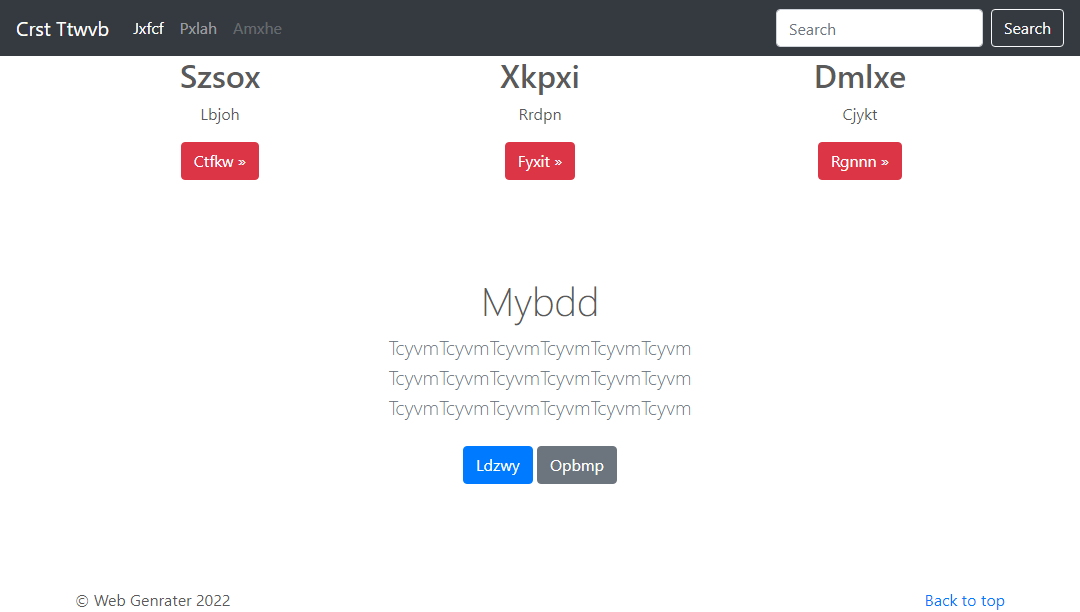 Crst Ttwvb Jxfcf Pxlah Amxhe Search Search
Szsox Xkpxi Dmlxe
Lbjoh Rrdpn Cjykt
Ctfkw » Fyxit » Rgnnn »
Mybdd
TcyvmTcyvmTcyvmTcyvmTcyvmTcyvm
TcyvmTcyvmTcyvmTcyvmTcyvmTcyvm
TcyvmTcyvmTcyvmTcyvmTcyvmTcyvm
Ldzwy Opbmp
© Web Genrater 2022 Back to top